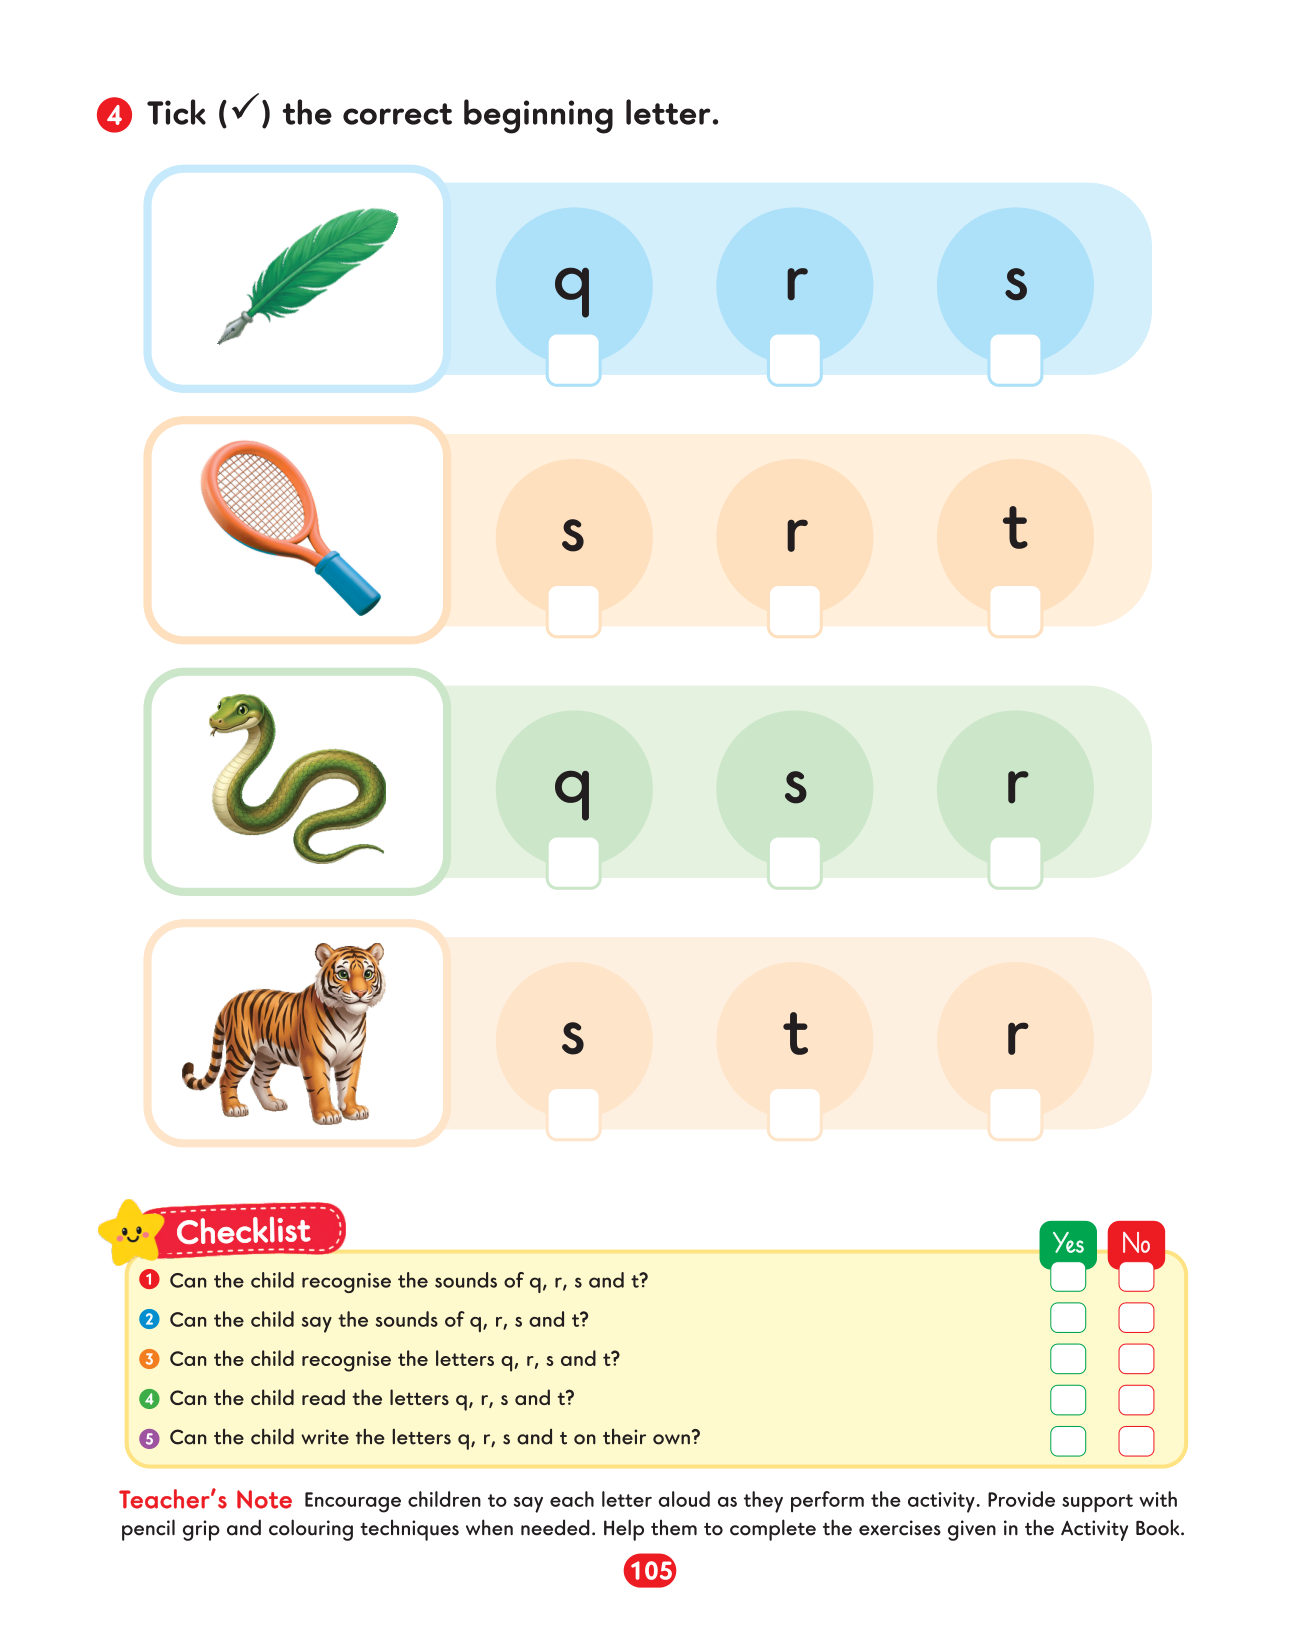 4 Tick (✓) the correct beginning letter.
q r s
s r t
q s r
s t r
Checklist
Yes No
1 Can the child recognise the sounds of q, r, s and t?
2 Can the child say the sounds of q, r, s and t?
3 Can the child recognise the letters q, r, s and t?
4 Can the child read the letters q, r, s and t?
5 Can the child write the letters q, r, s and t on their own?
Teacher's Note Encourage children to say each letter aloud as they perform the activity. Provide support with
pencil grip and colouring techniques when needed. Help them to complete the exercises given in the Activity Book.
105